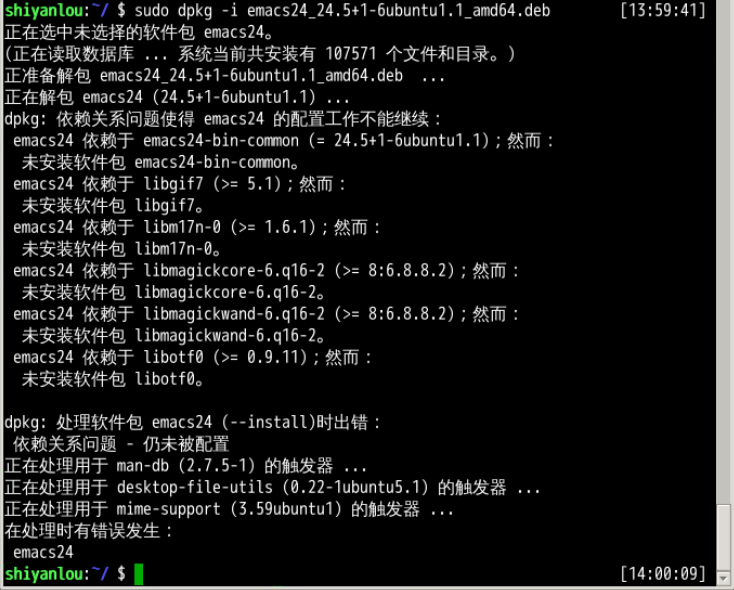 shiyanlou:~/ $ sudo dpkg -i emacs24_24.5+1-6ubuntu1.1_amd64.deb [13:59:41]
正在选中未选择的软件包 emacs24。
(正在读取数据库 ... 系统当前共安装有 107571 个文件和目录。)
正准备解包 emacs24_24.5+1-6ubuntu1.1_amd64.deb ...
正在解包 emacs24 (24.5+1-6ubuntu1.1) ...
dpkg: 依赖关系问题使得 emacs24 的配置工作不能继续：
emacs24 依赖于 emacs24-bin-common (= 24.5+1-6ubuntu1.1)；然而：
未安装软件包 emacs24-bin-common。
emacs24 依赖于 libgif7 (>= 5.1)；然而：
未安装软件包 libgif7。
emacs24 依赖于 libm17n-0 (>= 1.6.1)；然而：
未安装软件包 libm17n-0。
emacs24 依赖于 libmagickcore-6.q16-2 (>= 8:6.8.8.2)；然而：
未安装软件包 libmagickcore-6.q16-2。
emacs24 依赖于 libmagickwand-6.q16-2 (>= 8:6.8.8.2)；然而：
未安装软件包 libmagickwand-6.q16-2。
emacs24 依赖于 libotf0 (>= 0.9.11)；然而：
未安装软件包 libotf0。
dpkg: 处理软件包 emacs24 (--install)时出错：
依赖关系问题 - 仍未被配置
正在处理用于 man-db (2.7.5-1) 的触发器 ...
正在处理用于 desktop-file-utils (0.22-1ubuntu5.1) 的触发器 ...
正在处理用于 mime-support (3.59ubuntu1) 的触发器 ...
在处理时有错误发生：
emacs24
shiyanlou:~/ $ [14:00:09]